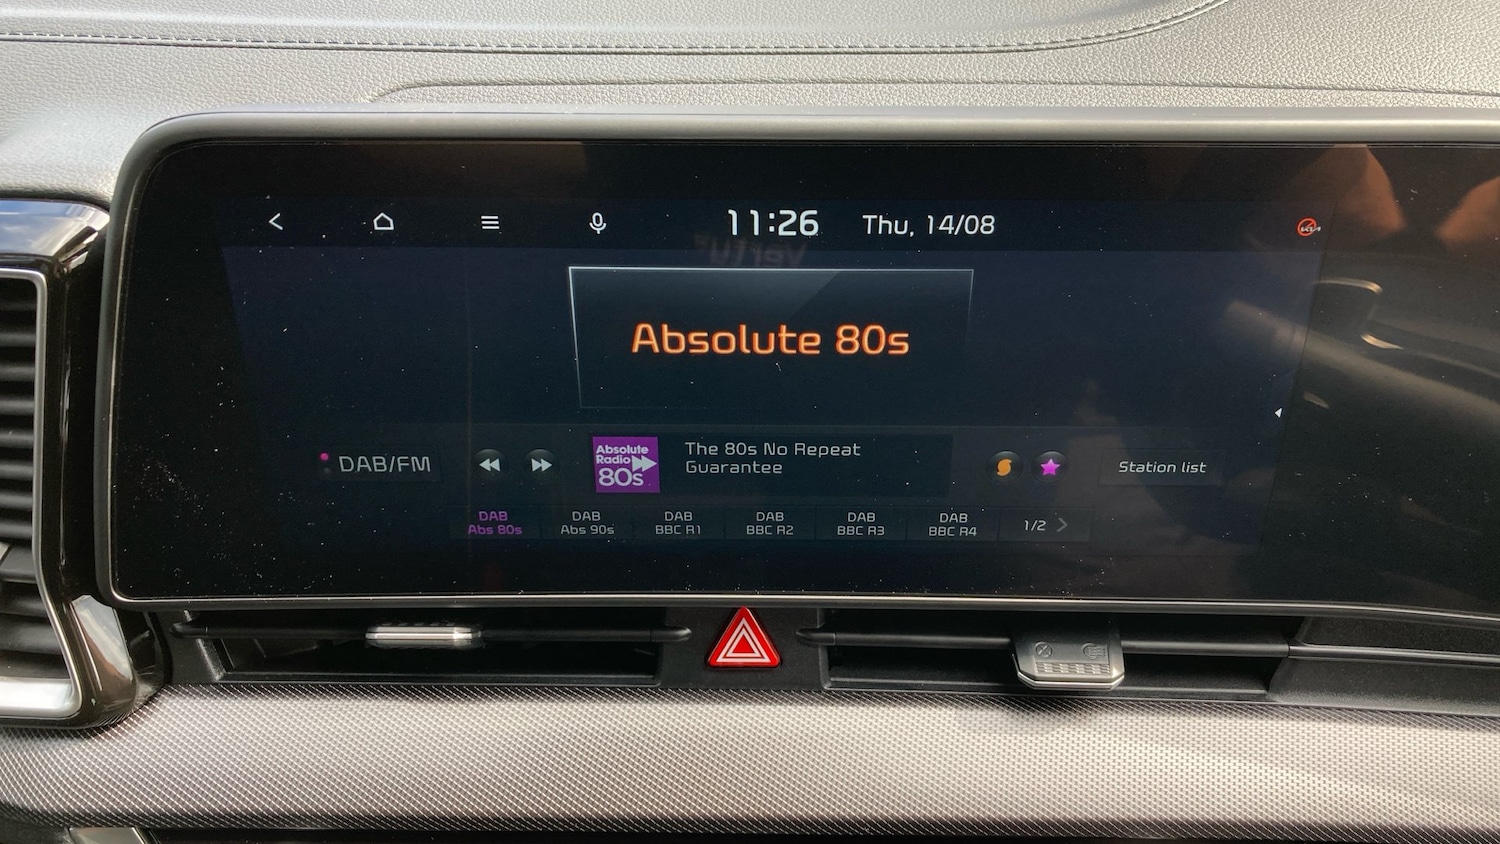 11:26 Thu, 14/08
Absolute 80s
DAB/FM
Absolute
Radio
80s
The 80s No Repeat
Guarantee
Station list
DAB
Abs 80s
DAB
Abs 90s
DAB
BBC R1
DAB
BBC R2
DAB
BBC R3
DAB
BBC R4
1/2